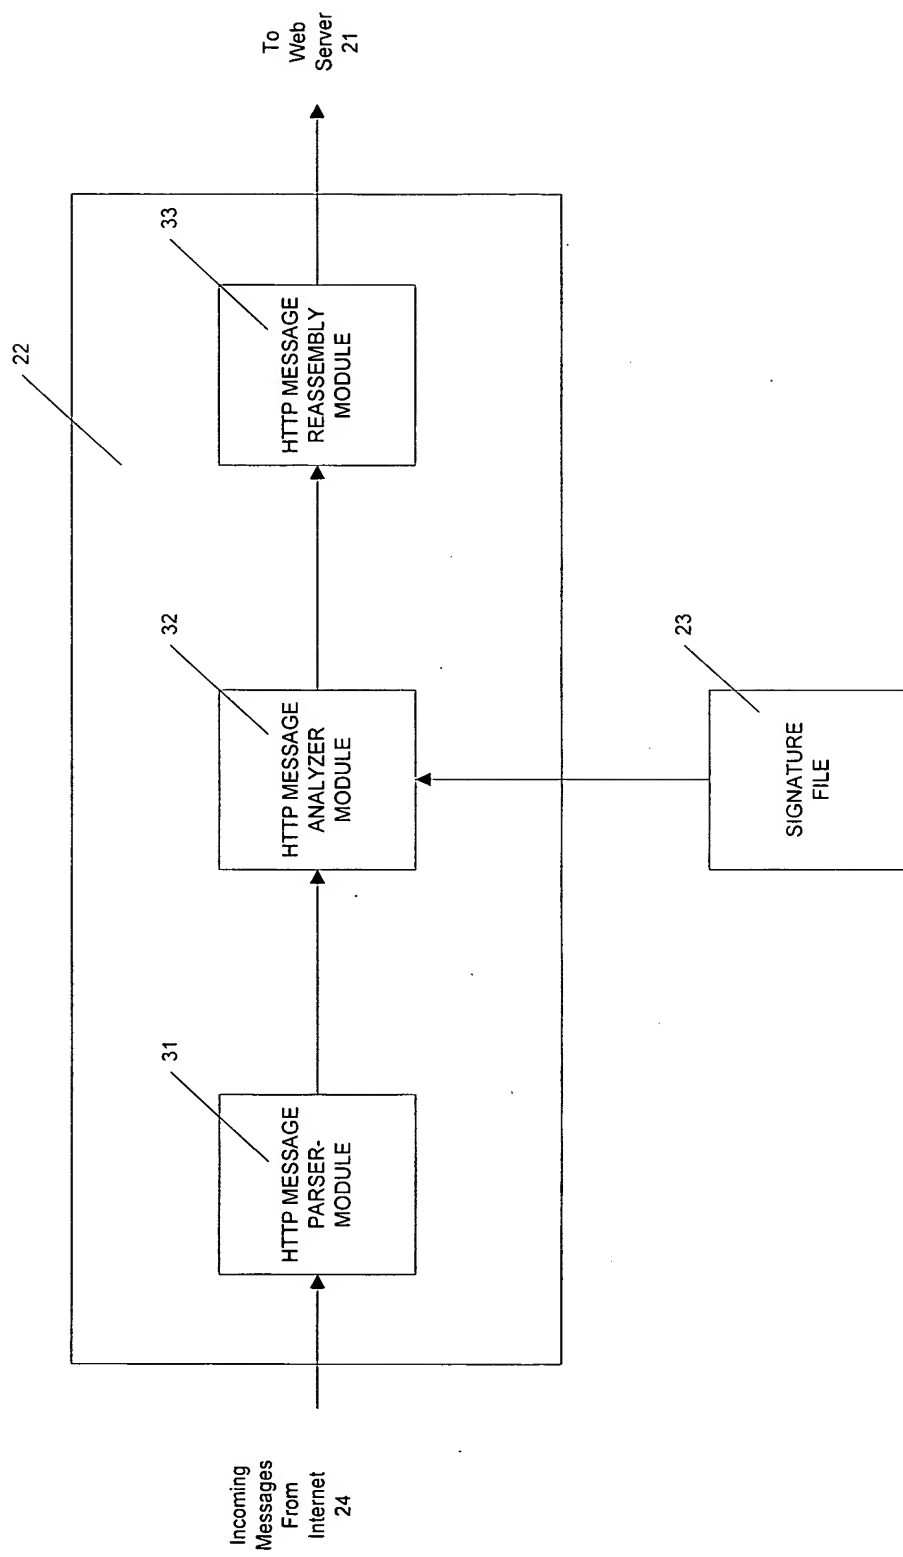 Incoming
Messages
From
Internet
24
HTTP MESSAGE
PARSER-
MODULE
31
HTTP MESSAGE
ANALYZER
MODULE
32
HTTP MESSAGE
REASSEMBLY
MODULE
33
22
To
Web
Server
21
SIGNATURE
FILE
23